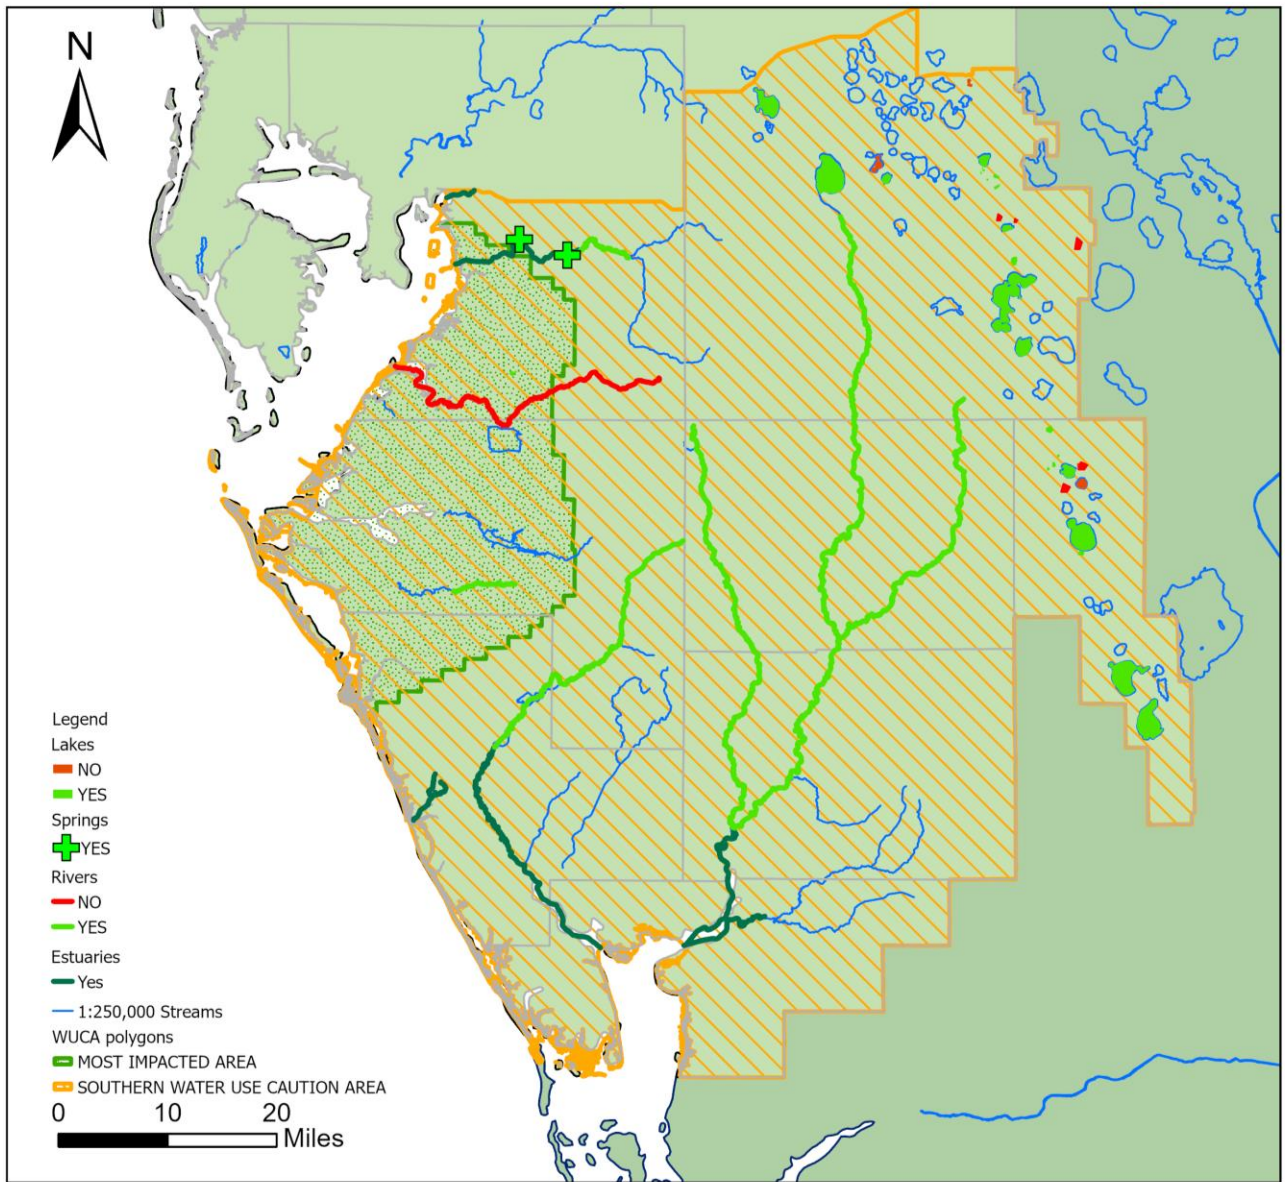 N
Legend
Lakes
NO
YES
Springs
YES
Rivers
NO
YES
Estuaries
Yes
1:250,000 Streams
WUCA polygons
MOST IMPACTED AREA
SOUTHERN WATER USE CAUTION AREA
0 10 20
Miles